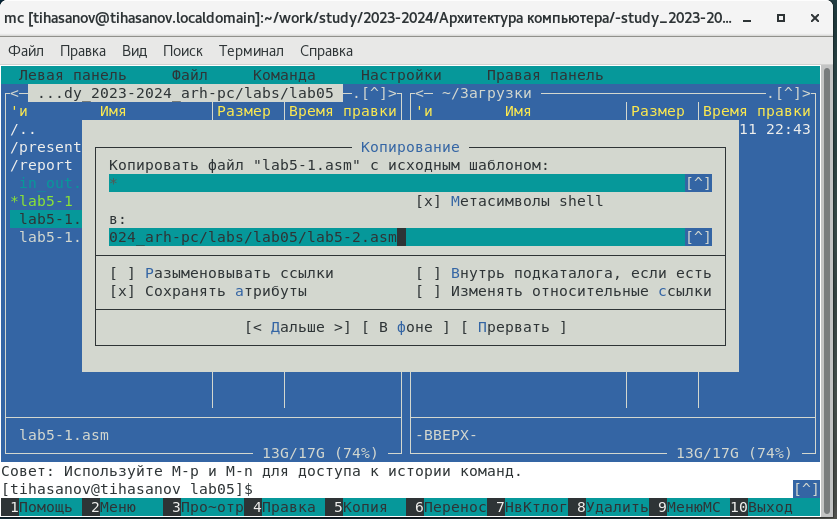 mc [tihasanov@tihasanov.localdomain]:~/work/study/2023-2024/Архитектура компьютера/-study_2023-20...
Файл Правка Вид Поиск Терминал Справка
Левая панель Файл Команда Настройки Правая панель
<— ...dy_2023-2024_arh-pc/labs/lab05 —.[^]> <— ~/Загрузки —.[^]>
'и Имя Размер Время правки 'и Имя Размер Время правки
/.. 11 22:43
/present
/report
in_out.
*lab5-1
lab5-1.
lab5-1.
Копирование
Копировать файл "lab5-1.asm" с исходным шаблоном:
* [^]
[x] Метасимволы shell
в:
024_arh-pc/labs/lab05/lab5-2.asm [^]
[ ] Разыменовывать ссылки [ ] Внутрь подкаталога, если есть
[x] Сохранять атрибуты [ ] Изменять относительные ссылки
[< Дальше >] [ В фоне ] [ Прервать ]
lab5-1.asm -ВВЕРХ-
13G/17G (74%) 13G/17G (74%)
Совет: Используйте M-p и M-n для доступа к истории команд.
[tihasanov@tihasanov lab05]$ [^]
1Помощь 2Меню 3Про~отр 4Правка 5Копия 6Перенос 7НвКтлог 8Удалить 9МенюMC 10Выход